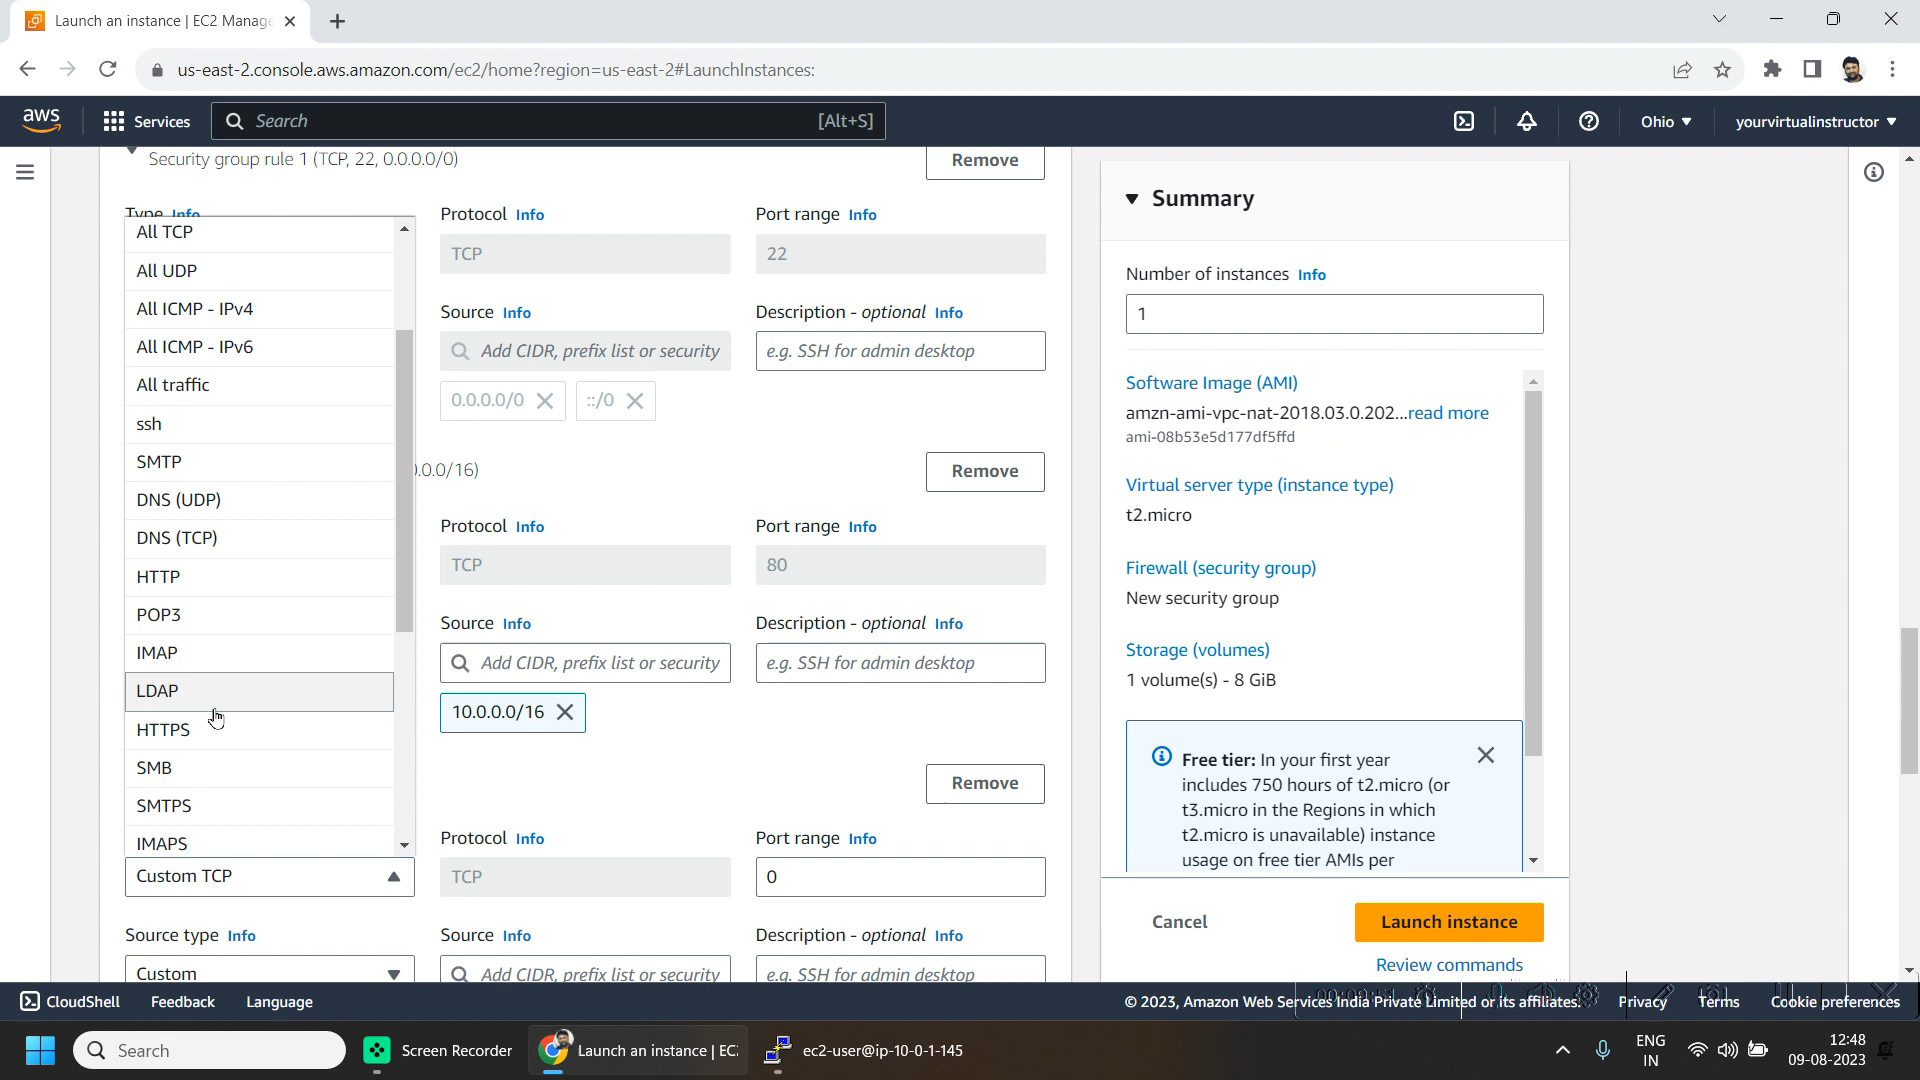 Launch an instance | EC2 Manage
us-east-2.console.aws.amazon.com/ec2/home?region=us-east-2#LaunchInstances:
aws
Services
Search
[Alt+S]
Ohio
yourvirtualinstructor
Security group rule 1 (TCP, 22, 0.0.0.0/0)
Remove
Type Info
Protocol Info
Port range Info
TCP
22
Source Info
Description - optional Info
Add CIDR, prefix list or security
e.g. SSH for admin desktop
0.0.0.0/0
::/0
All TCP
All UDP
All ICMP - IPv4
All ICMP - IPv6
All traffic
ssh
SMTP
DNS (UDP)
DNS (TCP)
HTTP
POP3
IMAP
LDAP
HTTPS
SMB
SMTPS
IMAPS
Custom TCP
.0.0/16)
Remove
Protocol Info
Port range Info
TCP
80
Source Info
Description - optional Info
Add CIDR, prefix list or security
e.g. SSH for admin desktop
10.0.0.0/16
Remove
Protocol Info
Port range Info
TCP
0
Source type Info
Source Info
Description - optional Info
Custom
Add CIDR, prefix list or security
e.g. SSH for admin desktop
Summary
Number of instances Info
1
Software Image (AMI)
amzn-ami-vpc-nat-2018.03.0.202...read more
ami-08b53e5d177df5ffd
Virtual server type (instance type)
t2.micro
Firewall (security group)
New security group
Storage (volumes)
1 volume(s) - 8 GiB
Free tier: In your first year
includes 750 hours of t2.micro (or
t3.micro in the Regions in which
t2.micro is unavailable) instance
usage on free tier AMIs per
Cancel
Launch instance
Review commands
CloudShell
Feedback
Language
© 2023, Amazon Web Services India Private Limited or its affiliates.
Privacy
Terms
Cookie preferences
Search
Screen Recorder
Launch an instance | EC
ec2-user@ip-10-0-1-145
ENG
IN
12:48
09-08-2023